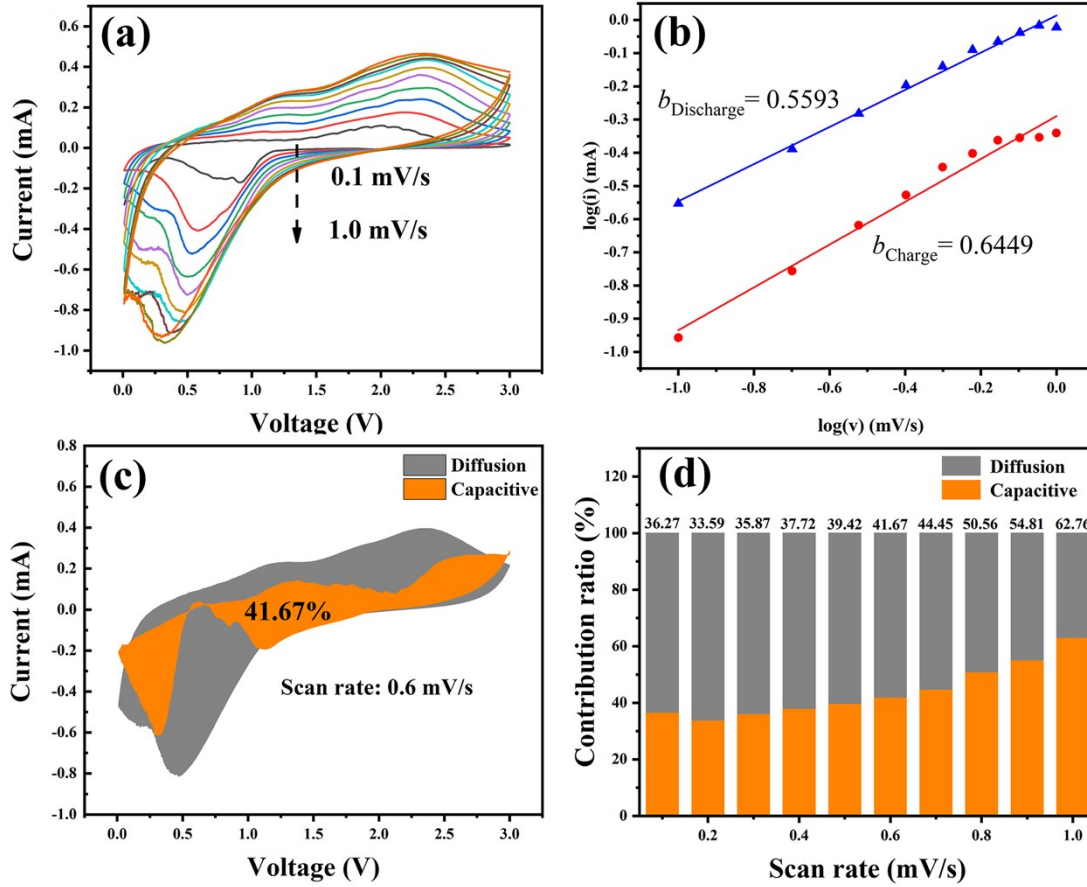 (a)
Current (mA)
0.6
0.4
0.2
0.0
-0.2
-0.4
-0.6
-0.8
-1.0
0.1 mV/s
1.0 mV/s
0.0 0.5 1.0 1.5 2.0 2.5 3.0
Voltage (V)
(b)
log(i) (mA)
0.0
-0.1
-0.2
-0.3
-0.4
-0.5
-0.6
-0.7
-0.8
-0.9
-1.0
bDischarge= 0.5593
bCharge= 0.6449
-1.0 -0.8 -0.6 -0.4 -0.2 0.0
log(v) (mV/s)
(c)
Diffusion
Capacitive
Current (mA)
0.8
0.6
0.4
0.2
0.0
-0.2
-0.4
-0.6
-0.8
-1.0
41.67%
Scan rate: 0.6 mV/s
0.0 0.5 1.0 1.5 2.0 2.5 3.0
Voltage (V)
(d)
Diffusion
Capacitive
Contribution ratio (%)
120
100
80
60
40
20
0
36.27 33.59 35.87 37.72 39.42 41.67 44.45 50.56 54.81 62.76
0.2 0.4 0.6 0.8 1.0
Scan rate (mV/s)